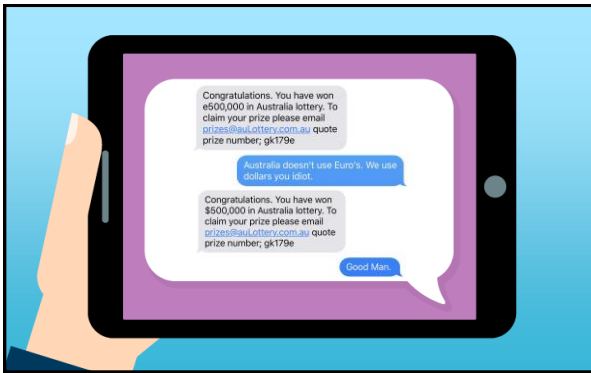 Congratulations. You have won
e500,000 in Australia lottery. To
claim your prize please email
prizes@auLottery.com.au quote
prize number; gk179e
Australia doesn't use Euro's. We use
dollars you idiot.
Congratulations. You have won
$500,000 in Australia lottery. To
claim your prize please email
prizes@auLottery.com.au quote
prize number; gk179e
Good Man.